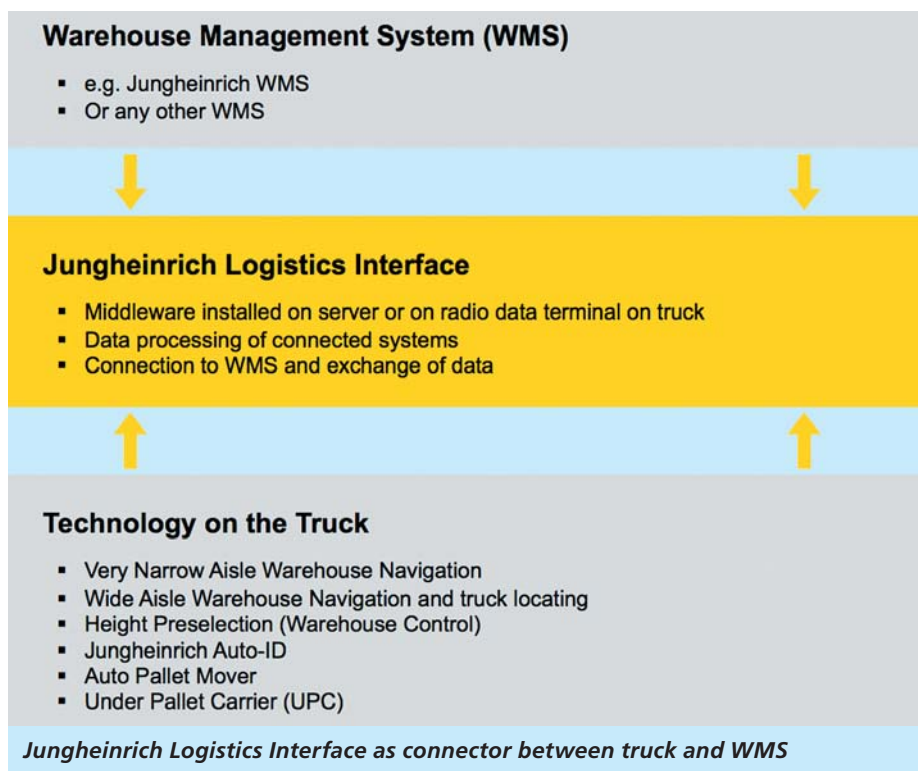 Warehouse Management System (WMS)
▪ e.g. Jungheinrich WMS
▪ Or any other WMS
Jungheinrich Logistics Interface
▪ Middleware installed on server or on radio data terminal on truck
▪ Data processing of connected systems
▪ Connection to WMS and exchange of data
Technology on the Truck
▪ Very Narrow Aisle Warehouse Navigation
▪ Wide Aisle Warehouse Navigation and truck locating
▪ Height Preselection (Warehouse Control)
▪ Jungheinrich Auto-ID
▪ Auto Pallet Mover
▪ Under Pallet Carrier (UPC)
Jungheinrich Logistics Interface as connector between truck and WMS